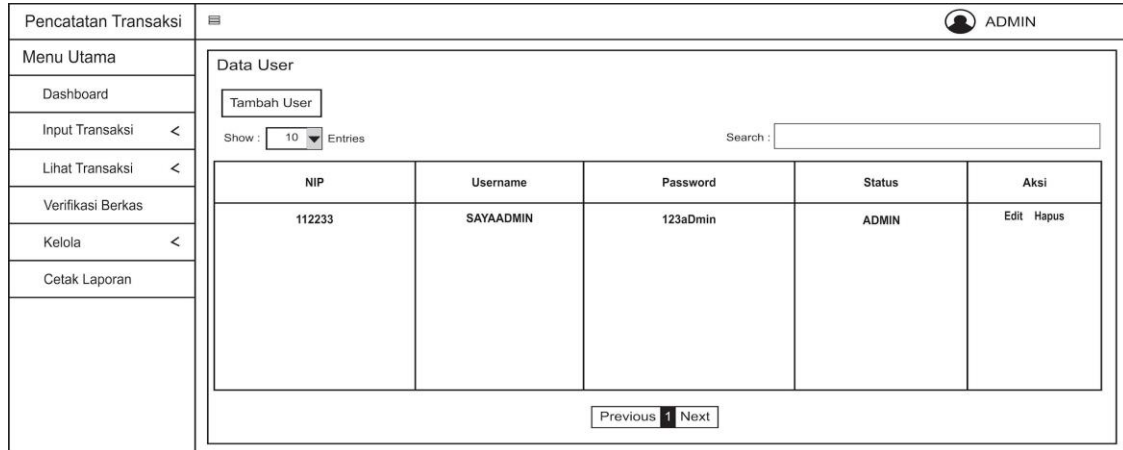 Pencatatan Transaksi
ADMIN
Menu Utama
Dashboard
Input Transaksi <
Lihat Transaksi <
Verifikasi Berkas
Kelola <
Cetak Laporan
Data User
Tambah User
Show : 10 Entries
Search :
NIP Username Password Status Aksi
112233 SAYAADMIN 123aDmin ADMIN Edit Hapus
Previous 1 Next